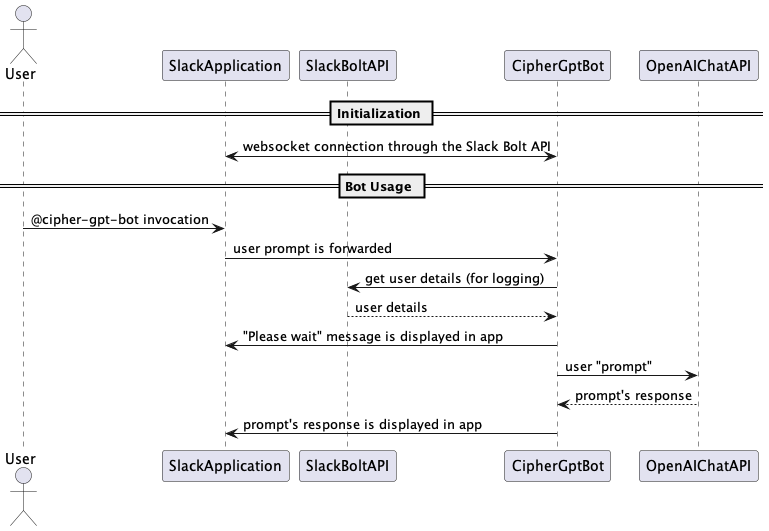 User
SlackApplication
SlackBoltAPI
CipherGptBot
OpenAIChatAPI
Initialization
websocket connection through the Slack Bolt API
Bot Usage
@cipher-gpt-bot invocation
user prompt is forwarded
get user details (for logging)
user details
"Please wait" message is displayed in app
user "prompt"
prompt's response
prompt's response is displayed in app
User
SlackApplication
SlackBoltAPI
CipherGptBot
OpenAIChatAPI